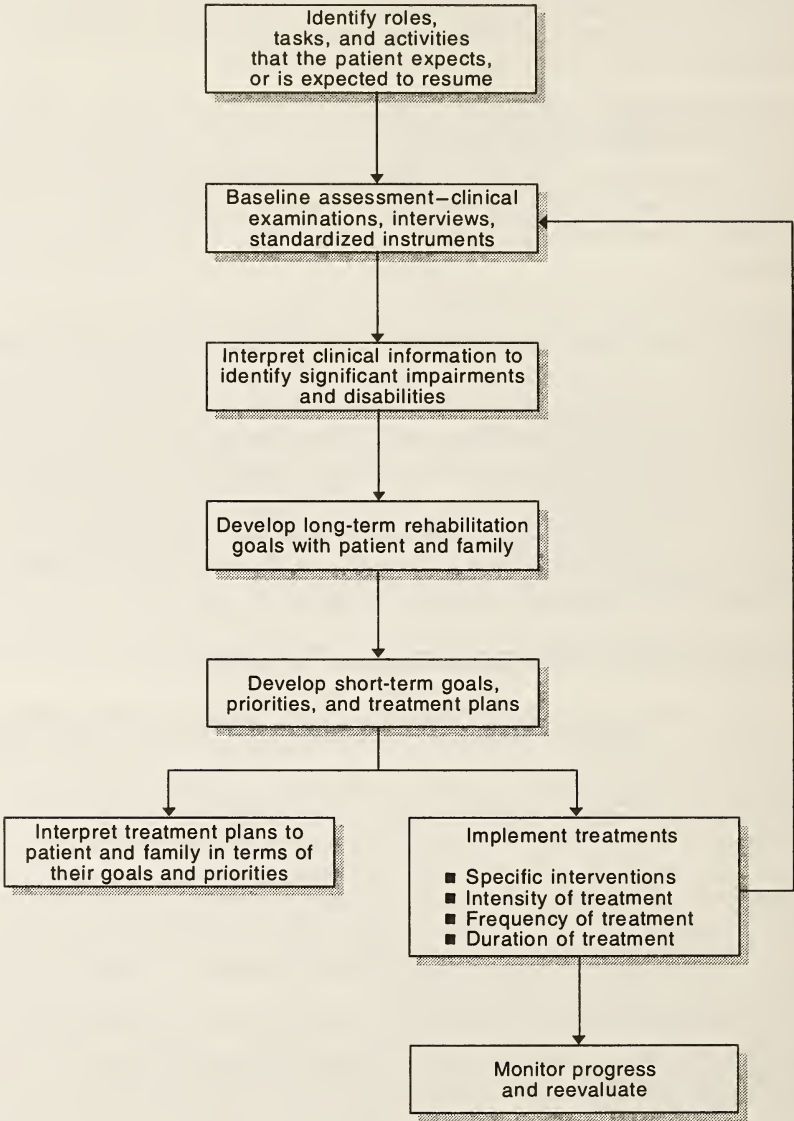 Identify roles,
tasks, and activities
that the patient expects,
or is expected to resume
Baseline assessment–clinical
examinations, interviews,
standardized instruments
Interpret clinical information to
identify significant impairments
and disabilities
Develop long-term rehabilitation
goals with patient and family
Develop short-term goals,
priorities, and treatment plans
Interpret treatment plans to
patient and family in terms of
their goals and priorities
Implement treatments
■ Specific interventions
■ Intensity of treatment
■ Frequency of treatment
■ Duration of treatment
Monitor progress
and reevaluate